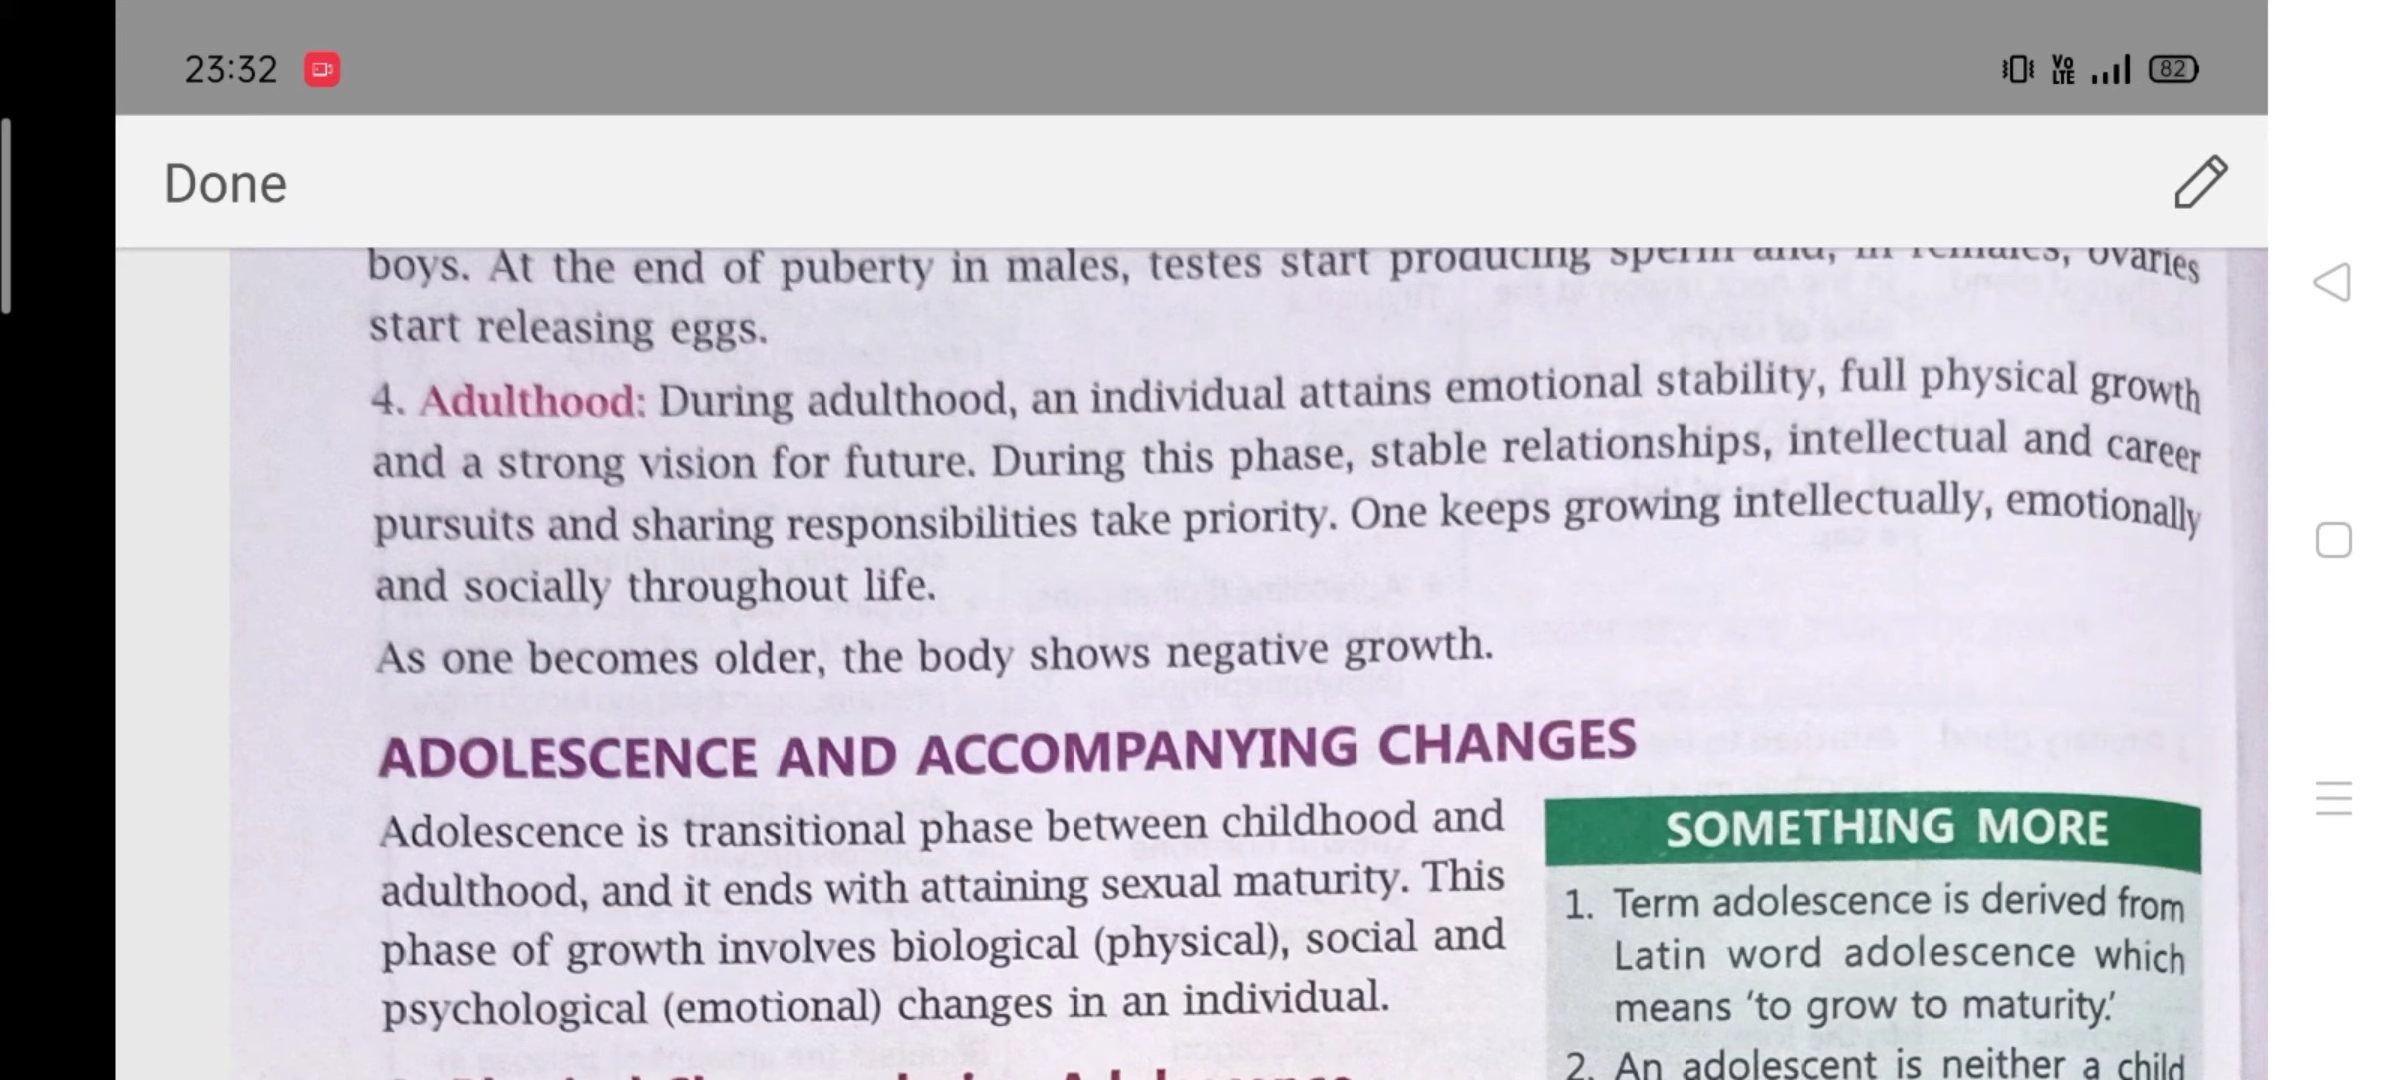 23:32
Vo LTE 82
Done
boys. At the end of puberty in males, testes start producing sperm and, in females, ovaries
start releasing eggs.
4. Adulthood: During adulthood, an individual attains emotional stability, full physical growth
and a strong vision for future. During this phase, stable relationships, intellectual and career
pursuits and sharing responsibilities take priority. One keeps growing intellectually, emotionally
and socially throughout life.
As one becomes older, the body shows negative growth.
ADOLESCENCE AND ACCOMPANYING CHANGES
Adolescence is transitional phase between childhood and
adulthood, and it ends with attaining sexual maturity. This
phase of growth involves biological (physical), social and
psychological (emotional) changes in an individual.
SOMETHING MORE
1. Term adolescence is derived from
Latin word adolescence which
means ‘to grow to maturity.’
2. An adolescent is neither a child